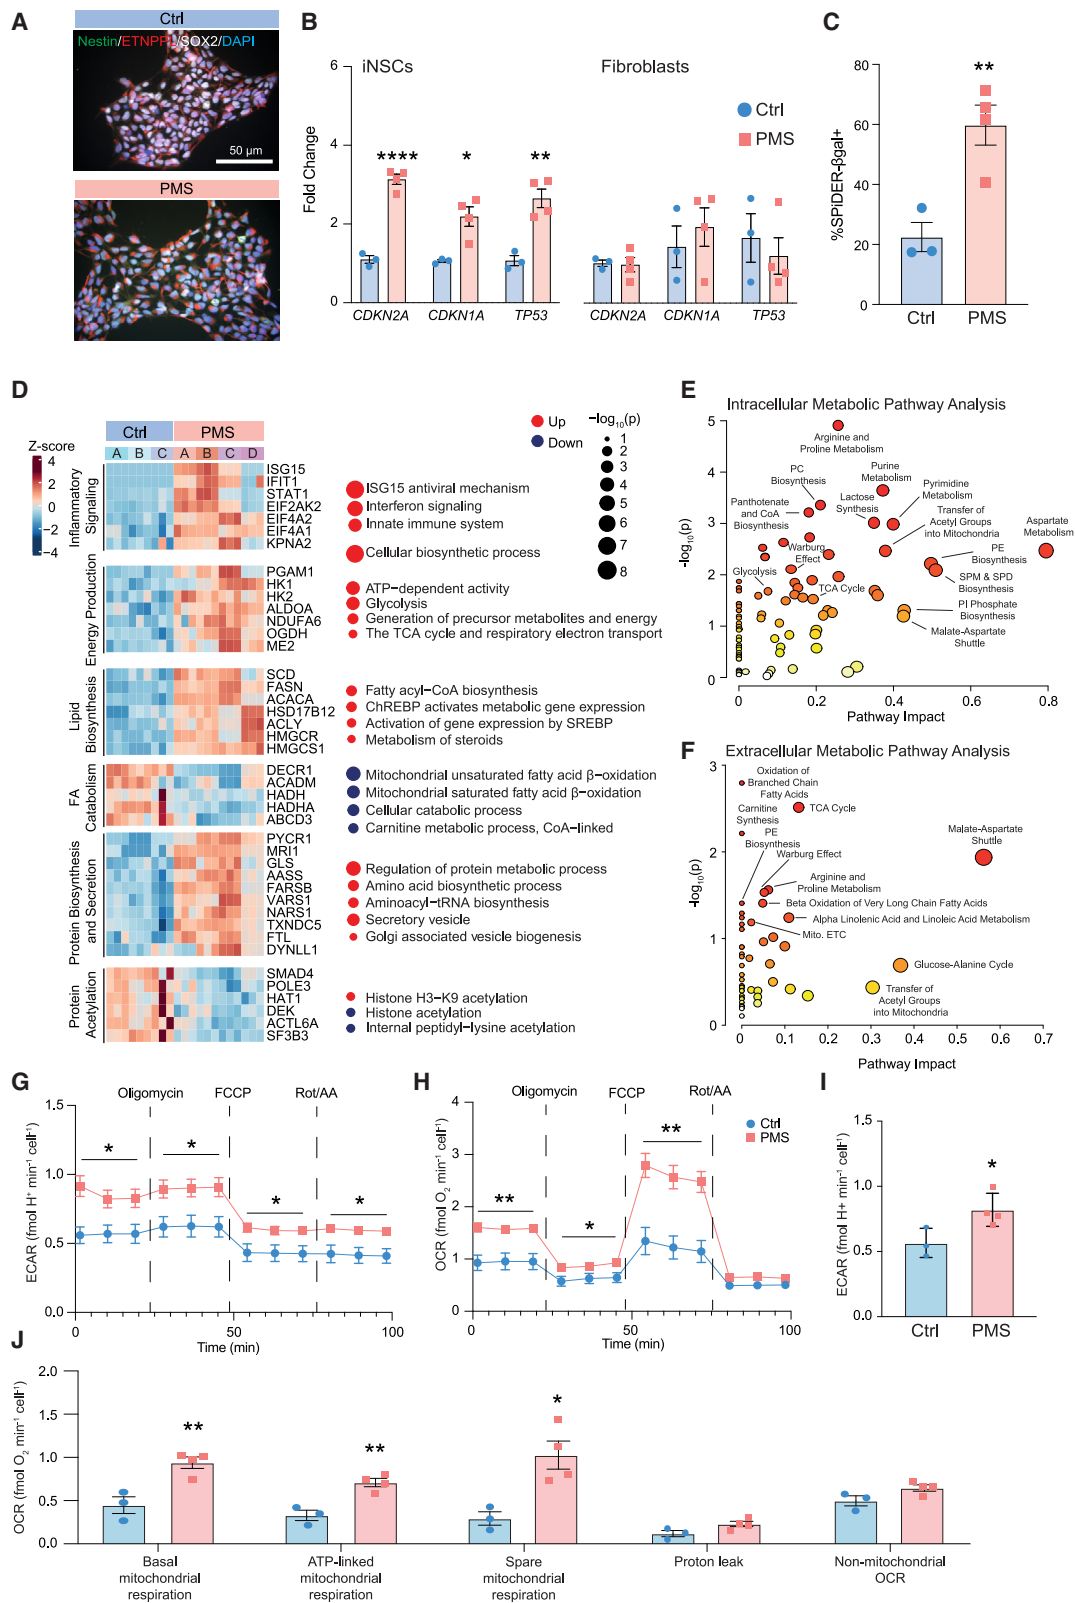 A
Ctrl
Nestin/ETNPPL/SOX2/DAPI
50 µm
PMS
B
iNSCs
Fibroblasts
Ctrl
PMS
Fold Change
6
4
2
0
****
*
**
CDKN2A
CDKN1A
TP53
CDKN2A
CDKN1A
TP53
C
%SPiDER-βgal+
80
60
40
20
0
**
Ctrl
PMS
D
Z-score
4
2
0
-2
-4
Ctrl
PMS
A B C A B C D
Inflammatory
Signaling
ISG15
IFIT1
STAT1
EIF2AK2
EIF4A2
EIF4A1
KPNA2
Energy Production
PGAM1
HK1
HK2
ALDOA
NDUFA6
OGDH
ME2
Lipid
Biosynthesis
SCD
FASN
ACACA
HSD17B12
ACLY
HMGCR
HMGCS1
FA
Catabolism
DECR1
ACADM
HADH
HADHA
ABCD3
Protein Biosynthesis
and Secretion
PYCR1
MRI1
GLS
AASS
FARSB
VARS1
NARS1
TXNDC5
FTL
DYNLL1
Protein
Acetylation
SMAD4
POLE3
HAT1
DEK
ACTL6A
SF3B3
Up
Down
−log10(p)
1
2
3
4
5
6
7
8
ISG15 antiviral mechanism
Interferon signaling
Innate immune system
Cellular biosynthetic process
ATP−dependent activity
Glycolysis
Generation of precursor metabolites and energy
The TCA cycle and respiratory electron transport
Fatty acyl−CoA biosynthesis
ChREBP activates metabolic gene expression
Activation of gene expression by SREBP
Metabolism of steroids
Mitochondrial unsaturated fatty acid β−oxidation
Mitochondrial saturated fatty acid β−oxidation
Cellular catabolic process
Carnitine metabolic process, CoA−linked
Regulation of protein metabolic process
Amino acid biosynthetic process
Aminoacyl−tRNA biosynthesis
Secretory vesicle
Golgi associated vesicle biogenesis
Histone H3−K9 acetylation
Histone acetylation
Internal peptidyl−lysine acetylation
E
Intracellular Metabolic Pathway Analysis
-log10(p)
5
4
3
2
1
0
Arginine and
Proline Metabolism
PC
Biosynthesis
Purine
Metabolism
Panthotenate
and CoA
Biosynthesis
Lactose
Synthesis
Pyrimidine
Metabolism
Transfer of
Acetyl Groups
into Mitochondria
Aspartate
Metabolism
Warburg
Effect
PE
Biosynthesis
Glycolysis
TCA Cycle
SPM & SPD
Biosynthesis
PI Phosphate
Biosynthesis
Malate-Aspartate
Shuttle
0
0.2
0.4
0.6
0.8
Pathway Impact
F
Extracellular Metabolic Pathway Analysis
-log10(p)
3
2
1
0
Oxidation of
Branched Chain
Fatty Acids
TCA Cycle
Carnitine
Synthesis
PE
Biosynthesis
Malate-Aspartate
Shuttle
Warburg Effect
Arginine and
Proline Metabolism
Beta Oxidation of Very Long Chain Fatty Acids
Alpha Linolenic Acid and Linoleic Acid Metabolism
Mito. ETC
Glucose-Alanine Cycle
Transfer of
Acetyl Groups
into Mitochondria
0
0.1
0.2
0.3
0.4
0.5
0.6
0.7
Pathway Impact
G
ECAR (fmol H⁺ min⁻¹ cell⁻¹)
1.5
1.0
0.5
0.0
Oligomycin
FCCP
Rot/AA
*
*
*
*
0
50
100
Time (min)
H
OCR (fmol O₂ min⁻¹ cell⁻¹)
4
3
2
1
0
Oligomycin
FCCP
Rot/AA
Ctrl
PMS
**
*
**
0
50
100
Time (min)
I
ECAR (fmol H+ min⁻¹ cell⁻¹)
1.5
1.0
0.5
0.0
*
Ctrl
PMS
J
OCR (fmol O₂ min⁻¹ cell⁻¹)
2.0
1.5
1.0
0.5
0.0
**
**
*
Basal
mitochondrial
respiration
ATP-linked
mitochondrial
respiration
Spare
mitochondrial
respiration
Proton leak
Non-mitochondrial
OCR